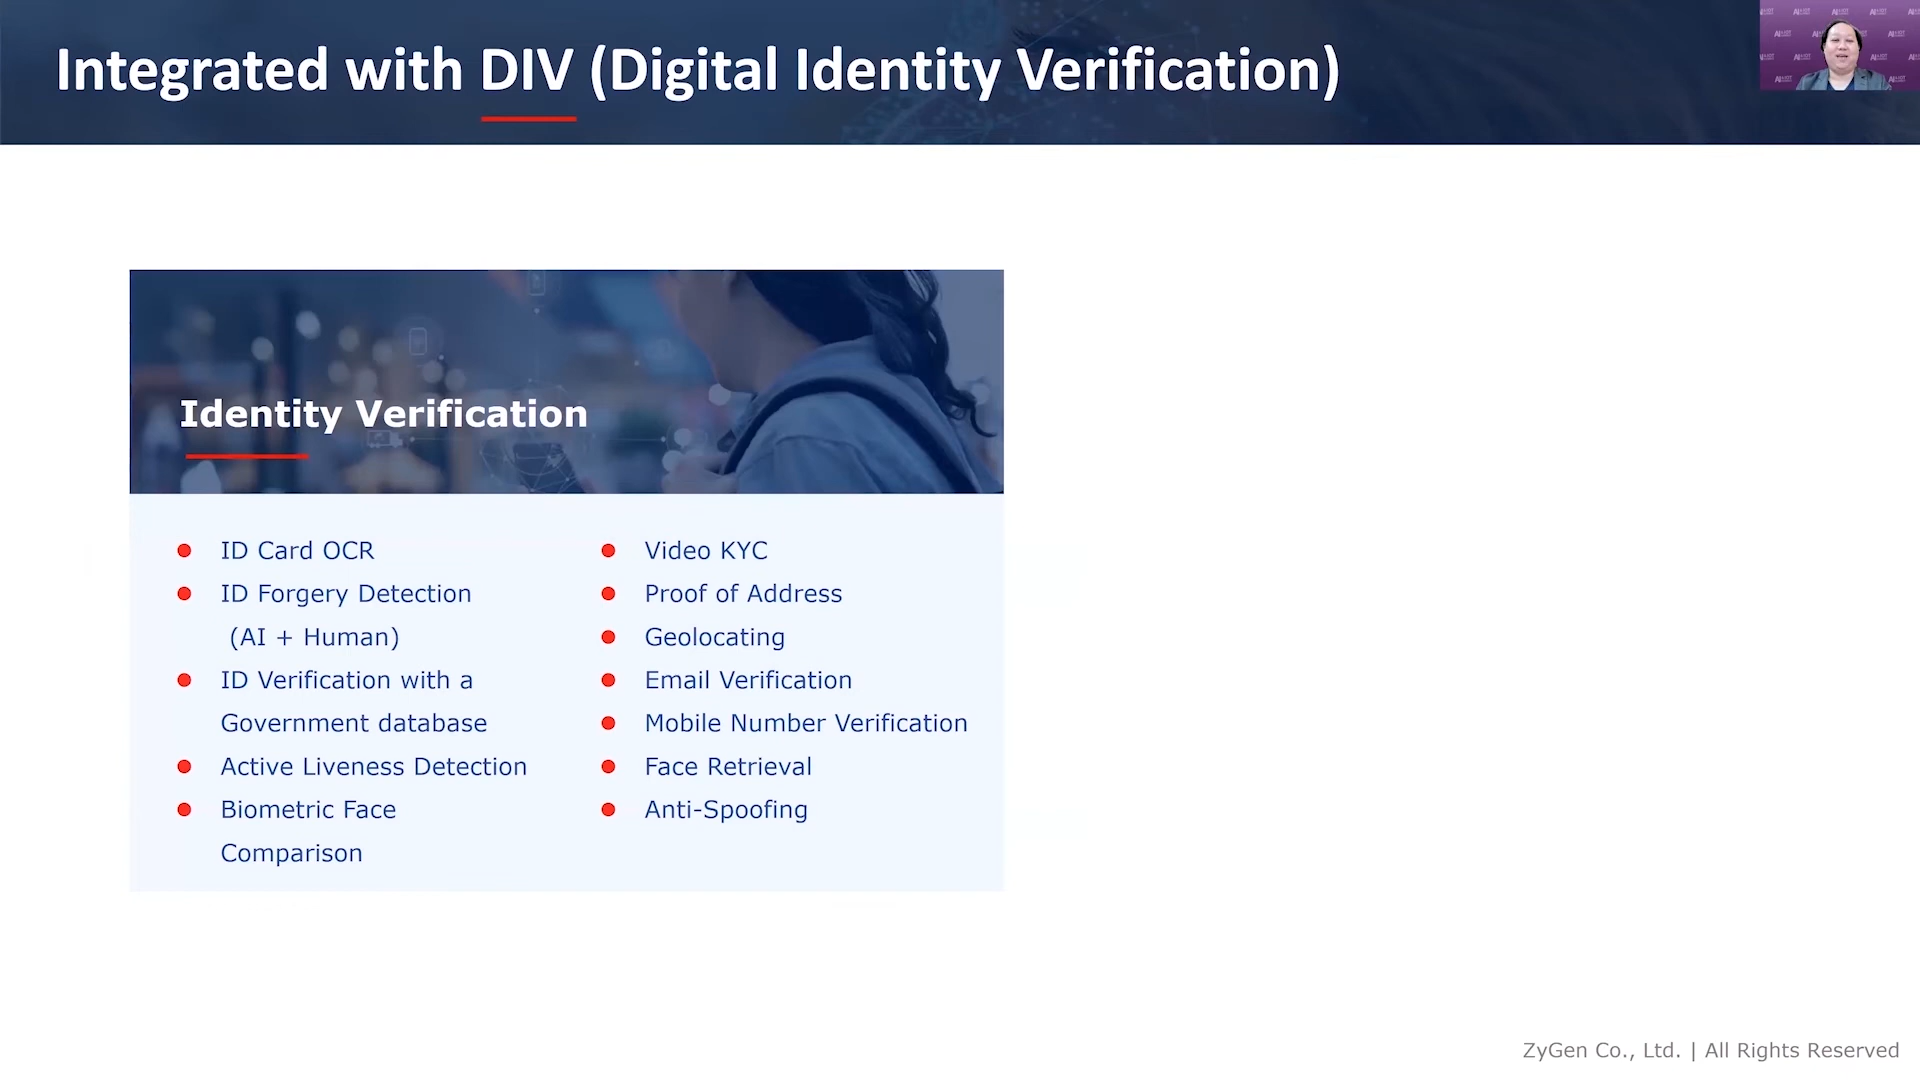 Integrated with DIV (Digital Identity Verification)
Identity Verification
ID Card OCR
ID Forgery Detection
(AI + Human)
ID Verification with a
Government database
Active Liveness Detection
Biometric Face
Comparison
Video KYC
Proof of Address
Geolocating
Email Verification
Mobile Number Verification
Face Retrieval
Anti-Spoofing
ZyGen Co., Ltd. | All Rights Reserved